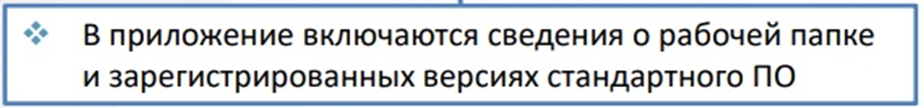 ❖ В приложение включаются сведения о рабочей папке
и зарегистрированных версиях стандартного ПО